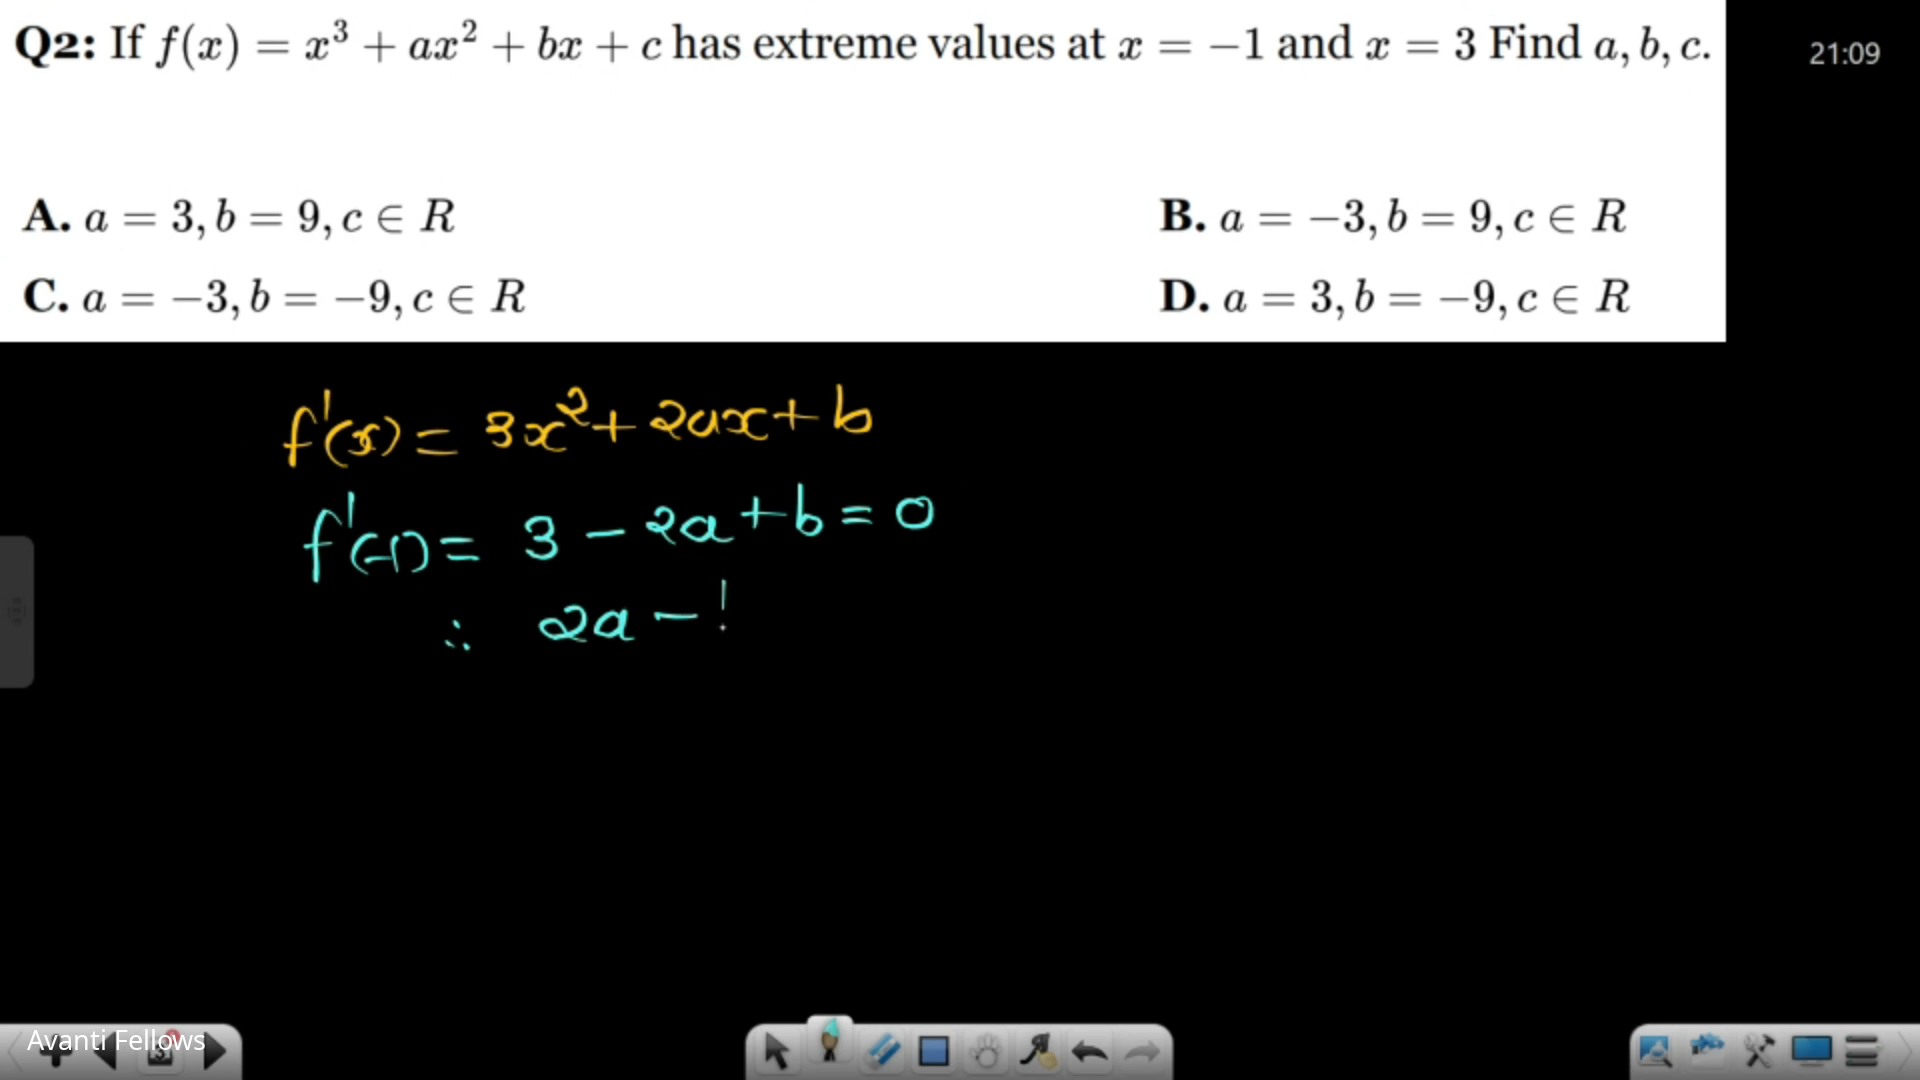 Q2: If f(x) = x³ + ax² + bx + c has extreme values at x = −1 and x = 3 Find a, b, c.
21:09
A. a = 3, b = 9, c ∈ R
B. a = −3, b = 9, c ∈ R
C. a = −3, b = −9, c ∈ R
D. a = 3, b = −9, c ∈ R
f'(x) = 3x² + 2ax + b
f'(-1) = 3 − 2a + b = 0
∴ 2a −
Avanti Fellows